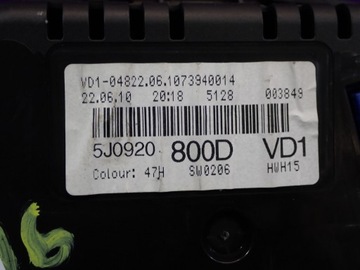 VD1-04822.06.1073940014
22.06.10 20:18 5128 003849
5J0920 800D VD1
Colour: 47H SW0206 HWH15